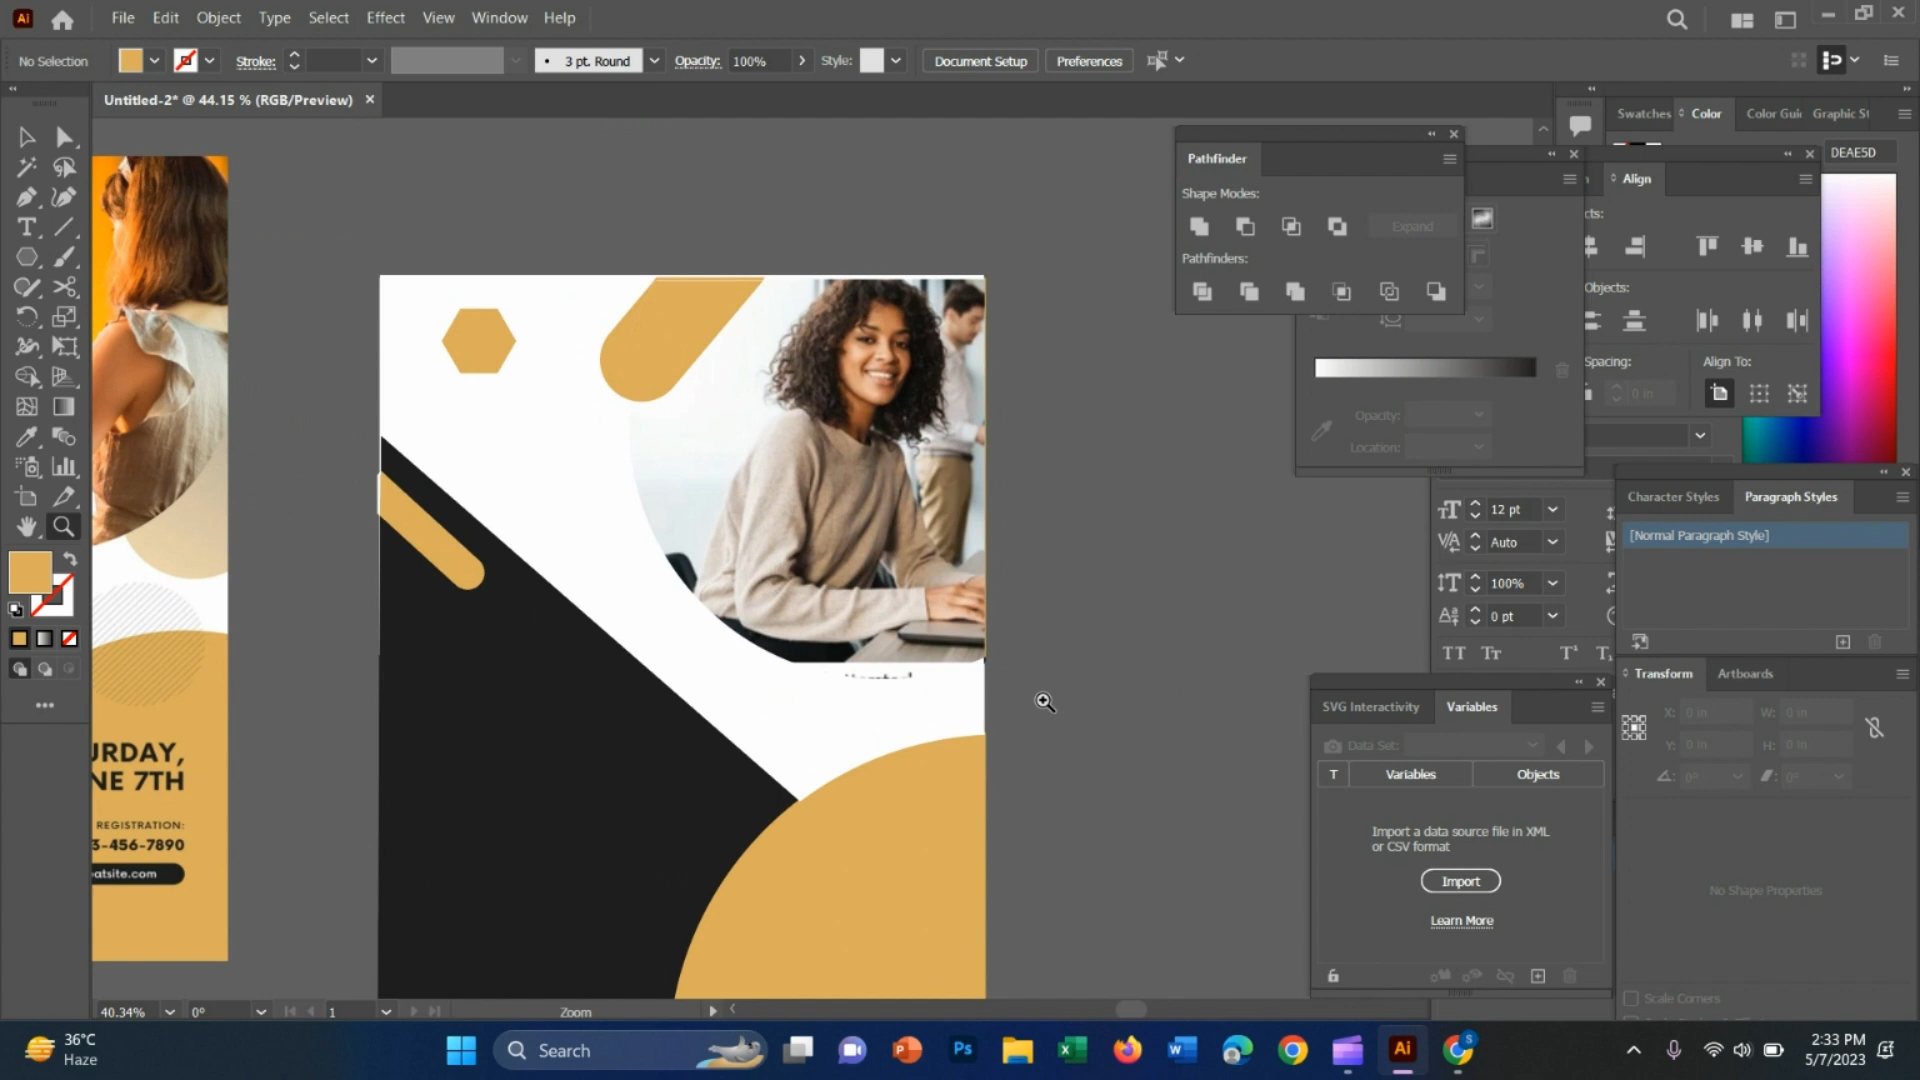 Ai
File Edit Object Type Select Effect View Window Help
No Selection
Stroke:
3 pt. Round
Opacity: 100%
Style:
Document Setup
Preferences
Untitled-2* @ 44.15 % (RGB/Preview)
Swatches
Color
Color Gui
Graphic St
DEAE5D
Pathfinder
Shape Modes:
Expand
Pathfinders:
Align
cts:
Objects:
Spacing:
Align To:
0 in
Opacity:
Location:
12 pt
Auto
100%
0 pt
Character Styles
Paragraph Styles
[Normal Paragraph Style]
Transform
Artboards
X: 0 in W: 0 in
Y: 0 in H: 0 in
0° 0°
No Shape Properties
Scale Corners
SVG Interactivity
Variables
Data Set:
T
Variables
Objects
Import a data source file in XML
or CSV format
Import
Learn More
URDAY,
NE 7TH
REGISTRATION:
3-456-7890
eatsite.com
40.34%
0°
1
Zoom
36°C
Haze
Search
Ps
Ai
S
2:33 PM
5/7/2023